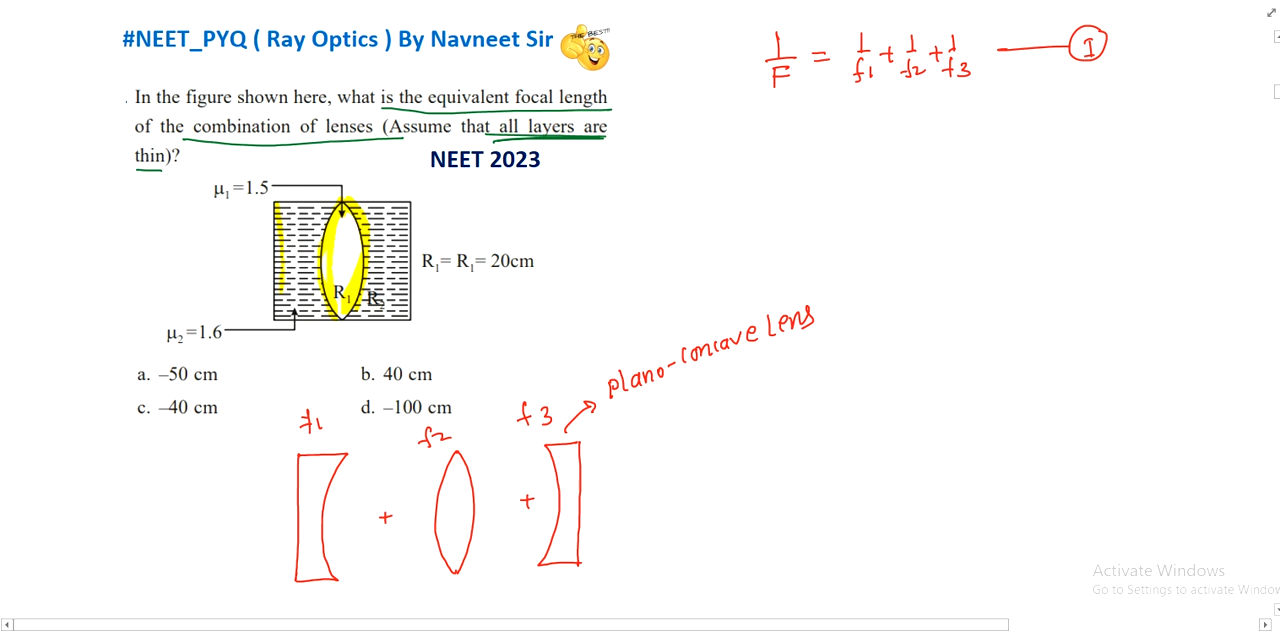 #NEET_PYQ ( Ray Optics ) By Navneet Sir
THE BEST!!!
. In the figure shown here, what is the equivalent focal length
of the combination of lenses (Assume that all layers are
thin)?
NEET 2023
μ₁=1.5
R₁= R₁= 20cm
R₁ R₂
μ₂=1.6
a. –50 cm
b. 40 cm
c. –40 cm
d. –100 cm
1/F = 1/f1 + 1/f2 + 1/f3 — 1
plano-concave Lens
f1
f2
f3
+
+
Activate Windows
Go to Settings to activate Window